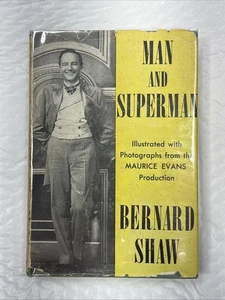 MAN
AND
SUPERMAN
Illustrated with
Photographs from the
MAURICE EVANS
Production
BERNARD
SHAW